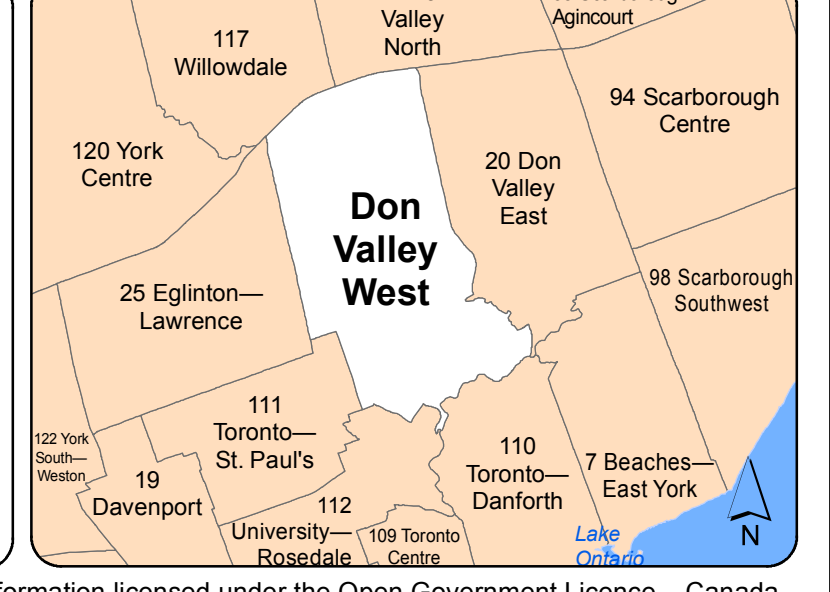 Valley
North
Agincourt
117
Willowdale
94 Scarborough
Centre
120 York
Centre
20 Don
Valley
East
Don
Valley
West
98 Scarborough
Southwest
25 Eglinton—
Lawrence
111
Toronto—
St. Paul's
122 York
South—
Weston
110
Toronto—
Danforth
7 Beaches—
East York
19
Davenport
112
University—
Rosedale
109 Toronto
Centre
Lake
Ontario
N
formation licensed under the Open Government Licence – Canada